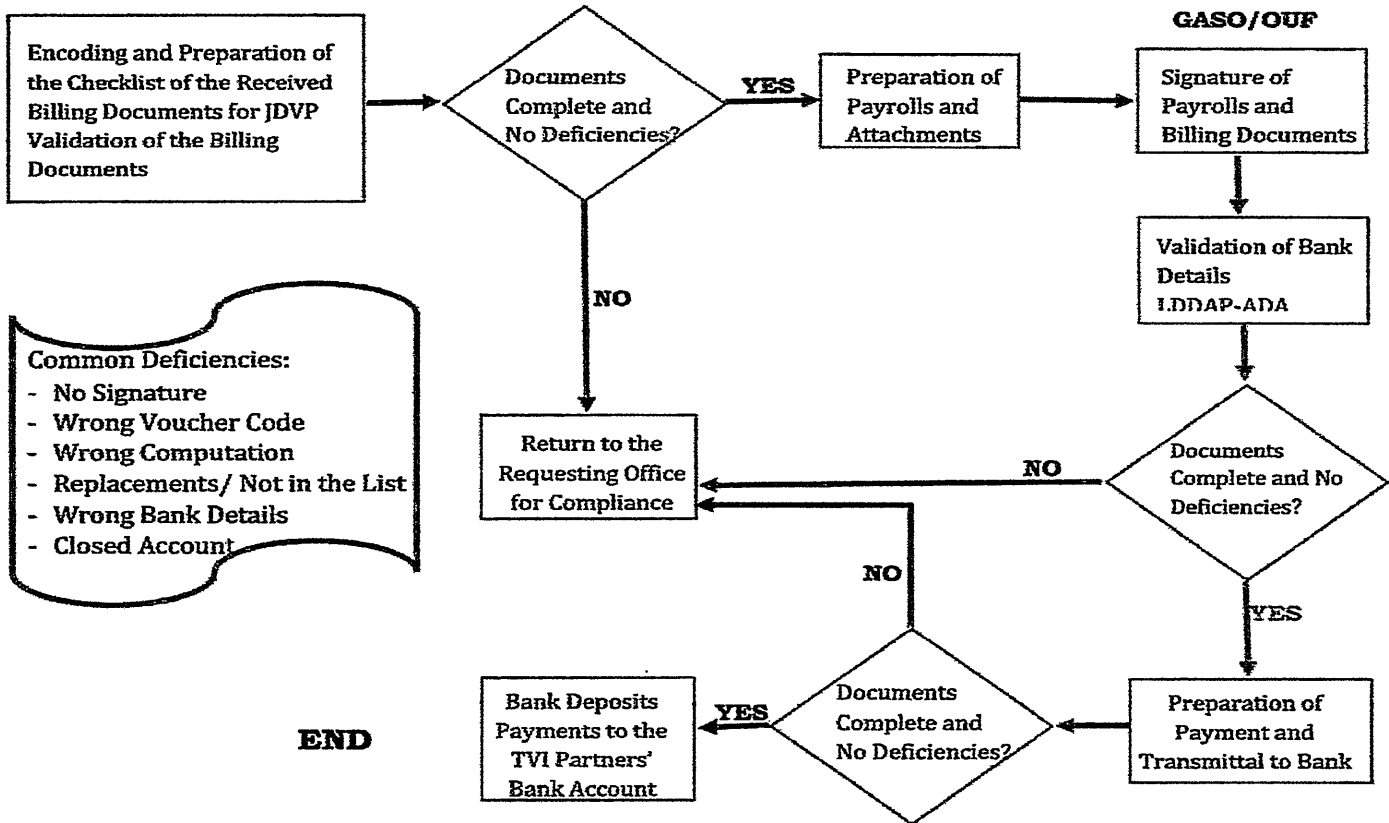 GASO/OUF
Encoding and Preparation of
the Checklist of the Received
Billing Documents for JDVP
Validation of the Billing
Documents
Documents
Complete and
No Deficiencies?
YES
Preparation of
Payrolls and
Attachments
Signature of
Payrolls and
Billing Documents
Validation of Bank
Details
LDDAP-ADA
NO
Common Deficiencies:
- No Signature
- Wrong Voucher Code
- Wrong Computation
- Replacements/ Not in the List
- Wrong Bank Details
- Closed Account
Return to the
Requesting Office
for Compliance
NO
Documents
Complete and No
Deficiencies?
NO
YES
Bank Deposits
Payments to the
TVI Partners'
Bank Account
YES
Documents
Complete and
No Deficiencies?
Preparation of
Payment and
Transmittal to Bank
END